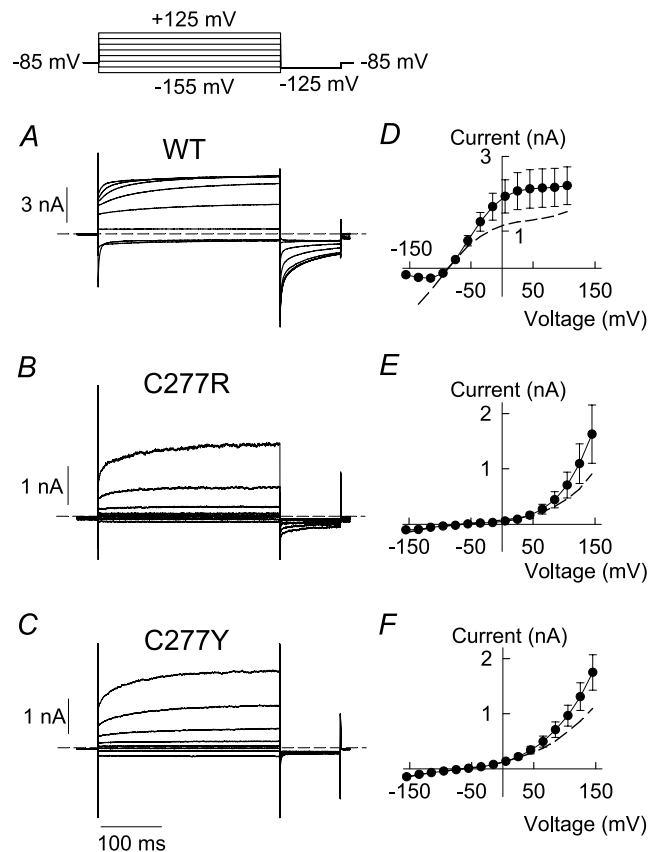 +125 mV
-85 mV
-85 mV
-155 mV
-125 mV
A
WT
3 nA
D
Current (nA)
3
1
-150
-50
50
150
Voltage (mV)
B
C277R
1 nA
E
Current (nA)
2
1
-150
-50
50
150
Voltage (mV)
C
C277Y
1 nA
100 ms
F
Current (nA)
2
1
-150
-50
50
150
Voltage (mV)